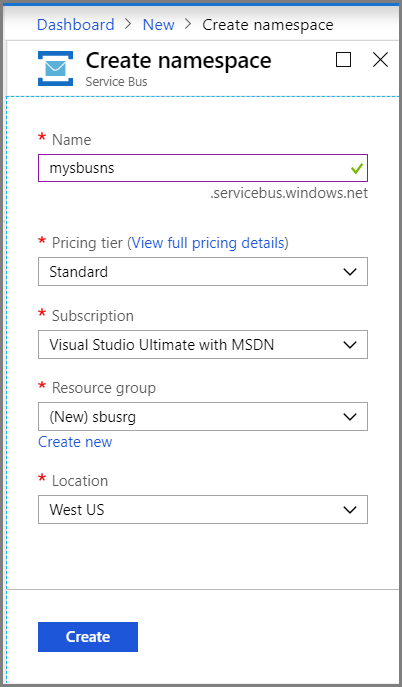 Dashboard > New > Create namespace
Create namespace
Service Bus
* Name
mysbusns
.servicebus.windows.net
* Pricing tier (View full pricing details)
Standard
* Subscription
Visual Studio Ultimate with MSDN
* Resource group
(New) sbusrg
Create new
* Location
West US
Create